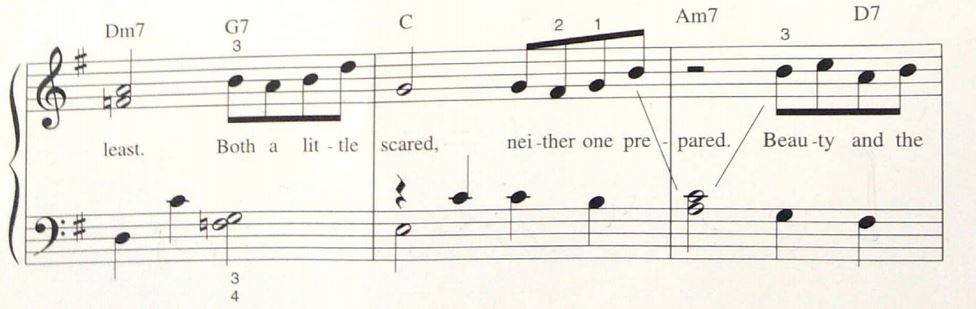 Dm7 G7 C Am7 D7
3 2 1 3
least. Both a lit - tle scared, nei - ther one pre - pared. Beau - ty and the
3
4